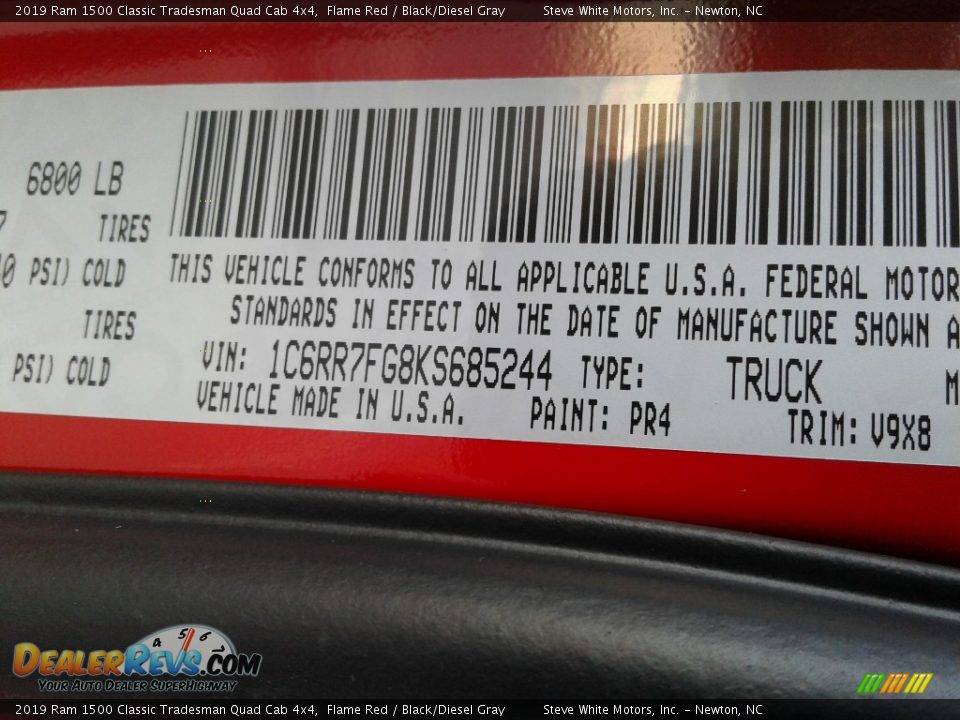 2019 Ram 1500 Classic Tradesman Quad Cab 4x4, Flame Red / Black/Diesel Gray Steve White Motors, Inc. - Newton, NC
6800 LB
7 TIRES
PSI) COLD
TIRES
PSI) COLD
THIS VEHICLE CONFORMS TO ALL APPLICABLE U.S.A. FEDERAL MOTOR
STANDARDS IN EFFECT ON THE DATE OF MANUFACTURE SHOWN A
VIN: 1C6RR7FG8KS685244 TYPE: TRUCK M
VEHICLE MADE IN U.S.A. PAINT: PR4 TRIM: V9X8
4 5 6
DEALERREVS.COM
YOUR AUTO DEALER SUPERHIGHWAY
2019 Ram 1500 Classic Tradesman Quad Cab 4x4, Flame Red / Black/Diesel Gray Steve White Motors, Inc. - Newton, NC